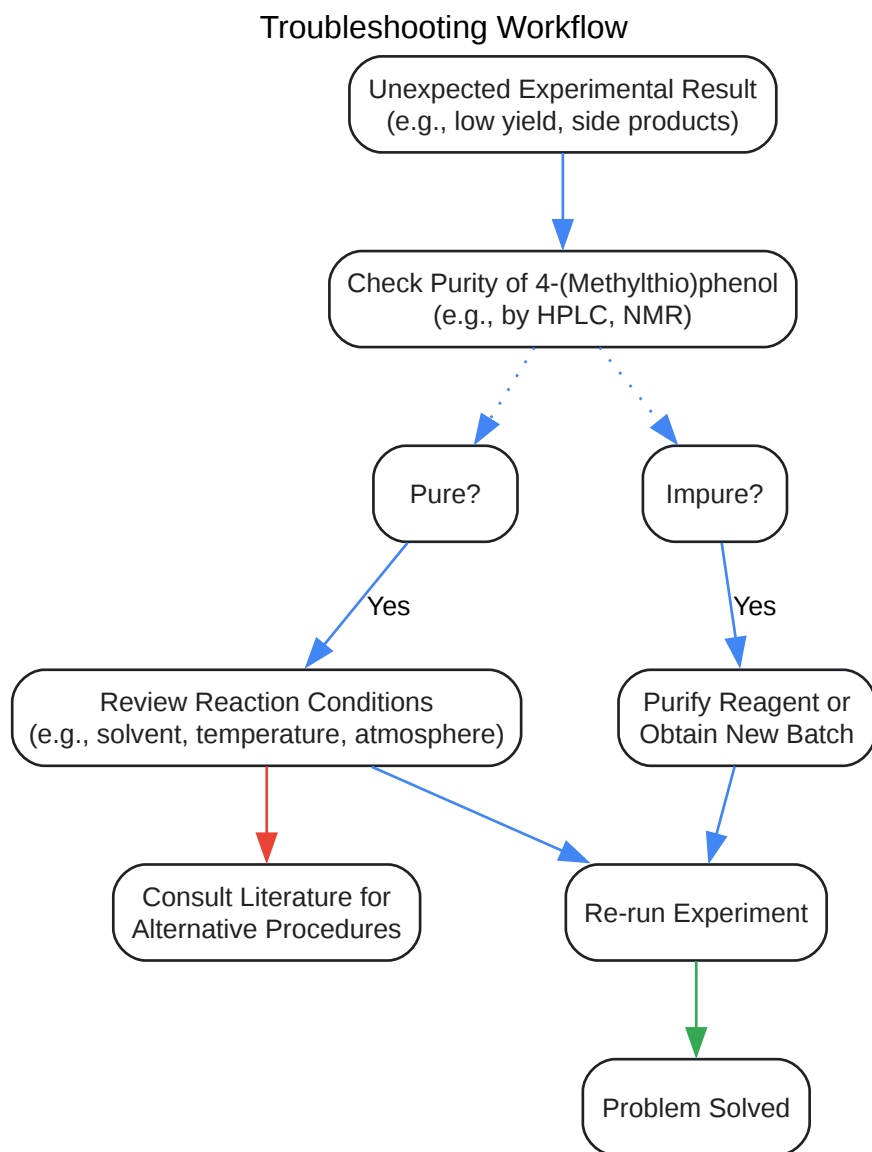 Troubleshooting Workflow
Unexpected Experimental Result
(e.g., low yield, side products)
Check Purity of 4-(Methylthio)phenol
(e.g., by HPLC, NMR)
Pure?
Impure?
Yes
Yes
Review Reaction Conditions
(e.g., solvent, temperature, atmosphere)
Purify Reagent or
Obtain New Batch
Consult Literature for
Alternative Procedures
Re-run Experiment
Problem Solved